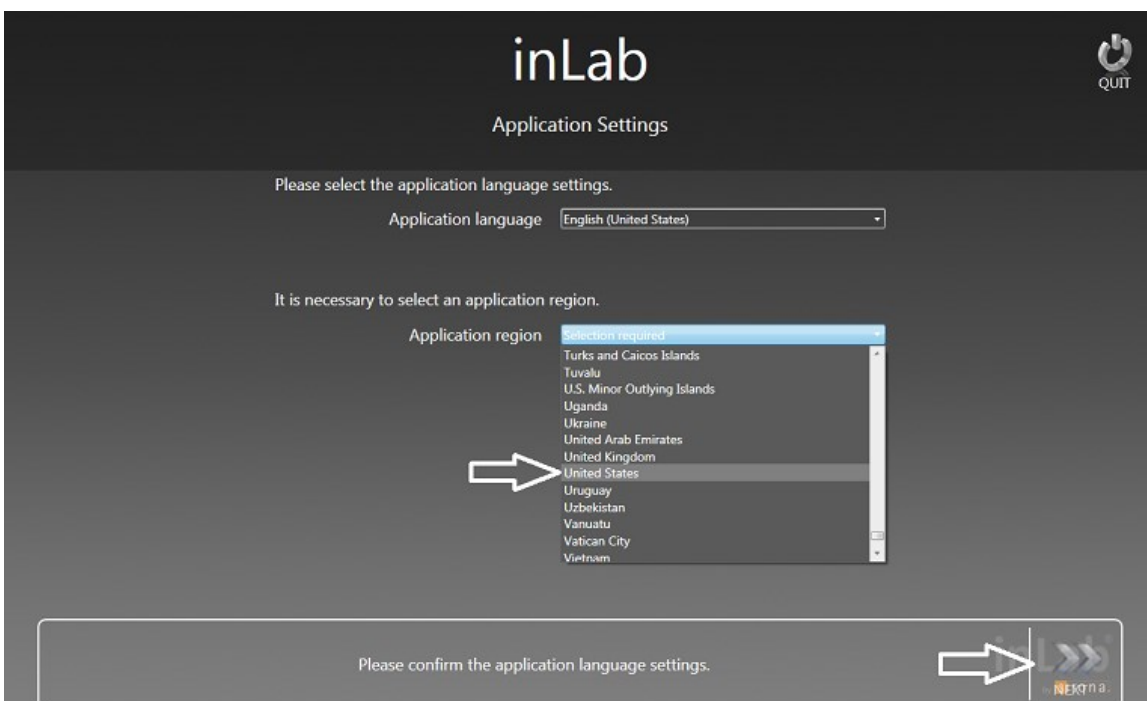 inLab
QUIT
Application Settings
Please select the application language settings.
Application language English (United States)
It is necessary to select an application region.
Application region Selection required
Turks and Caicos Islands
Tuvalu
U.S. Minor Outlying Islands
Uganda
Ukraine
United Arab Emirates
United Kingdom
United States
Uruguay
Uzbekistan
Vanuatu
Vatican City
Vietnam
Please confirm the application language settings.
inLab
NEXT